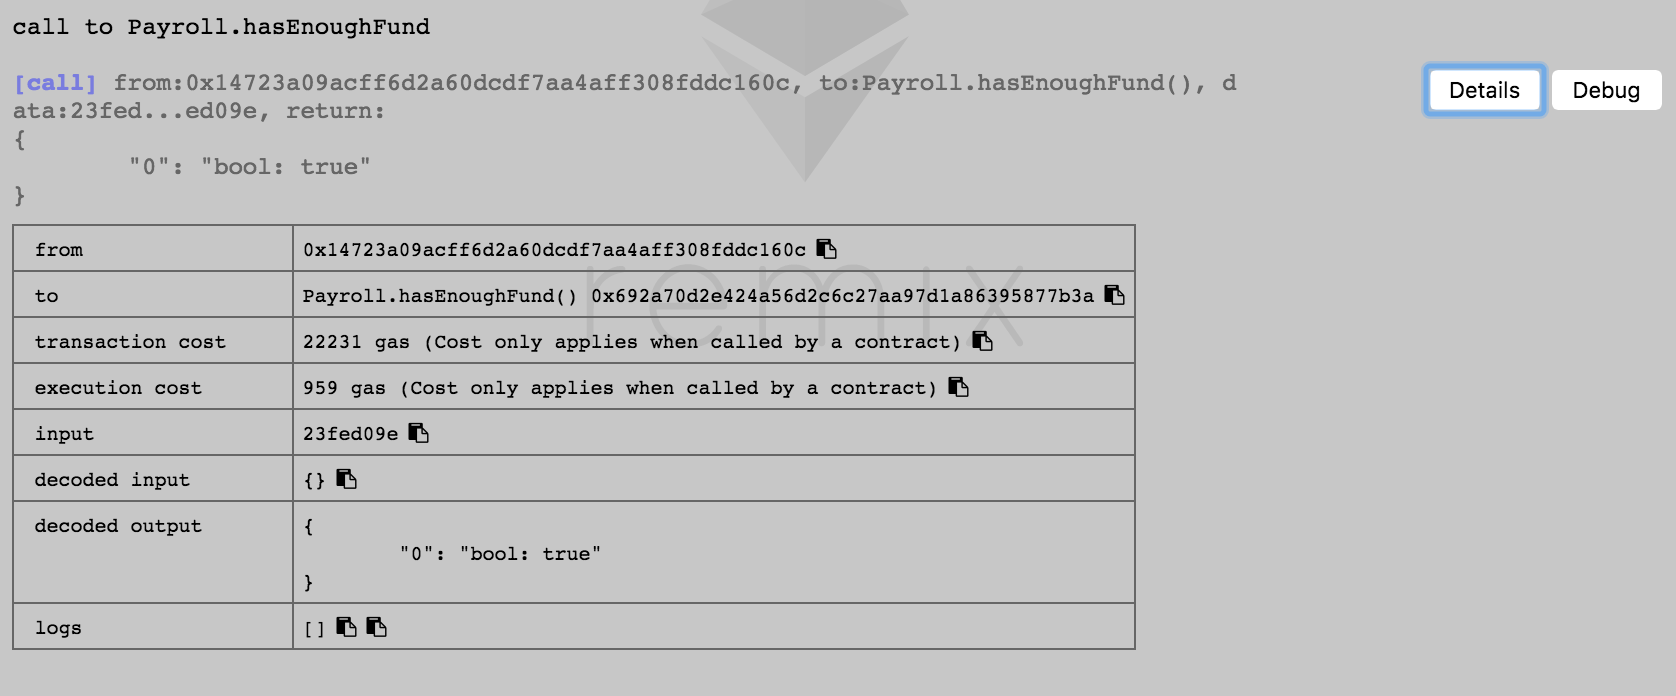 call to Payroll.hasEnoughFund
[call] from:0x14723a09acff6d2a60dcdf7aa4aff308fddc160c, to:Payroll.hasEnoughFund(), d
ata:23fed...ed09e, return:
{
"0": "bool: true"
}
Details
Debug
from 0x14723a09acff6d2a60dcdf7aa4aff308fddc160c
to Payroll.hasEnoughFund() 0x692a70d2e424a56d2c6c27aa97d1a86395877b3a
transaction cost 22231 gas (Cost only applies when called by a contract)
execution cost 959 gas (Cost only applies when called by a contract)
input 23fed09e
decoded input {}
decoded output {
"0": "bool: true"
}
logs []
remix